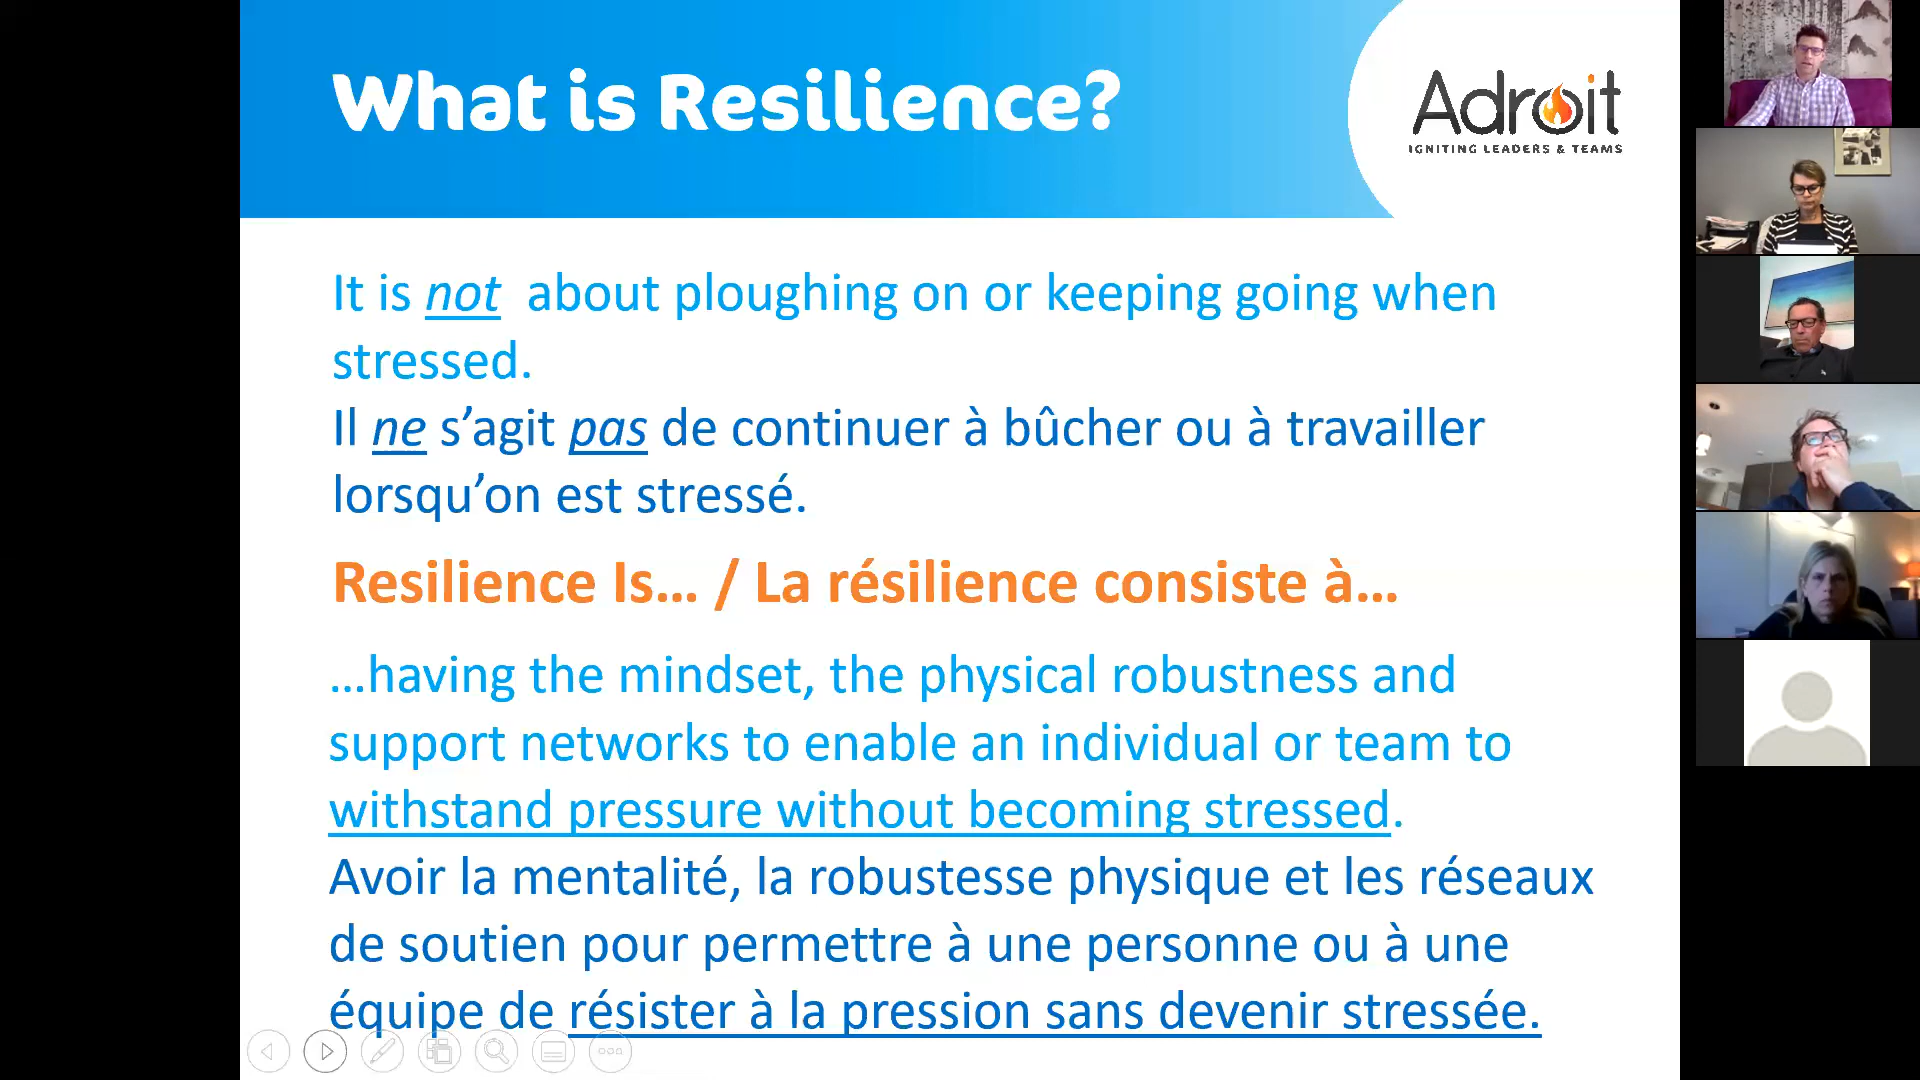 What is Resilience?
Adroit
IGNITING LEADERS & TEAMS
It is not about ploughing on or keeping going when
stressed.
Il ne s’agit pas de continuer à bûcher ou à travailler
lorsqu’on est stressé.
Resilience Is... / La résilience consiste à...
...having the mindset, the physical robustness and
support networks to enable an individual or team to
withstand pressure without becoming stressed.
Avoir la mentalité, la robustesse physique et les réseaux
de soutien pour permettre à une personne ou à une
équipe de résister à la pression sans devenir stressée.